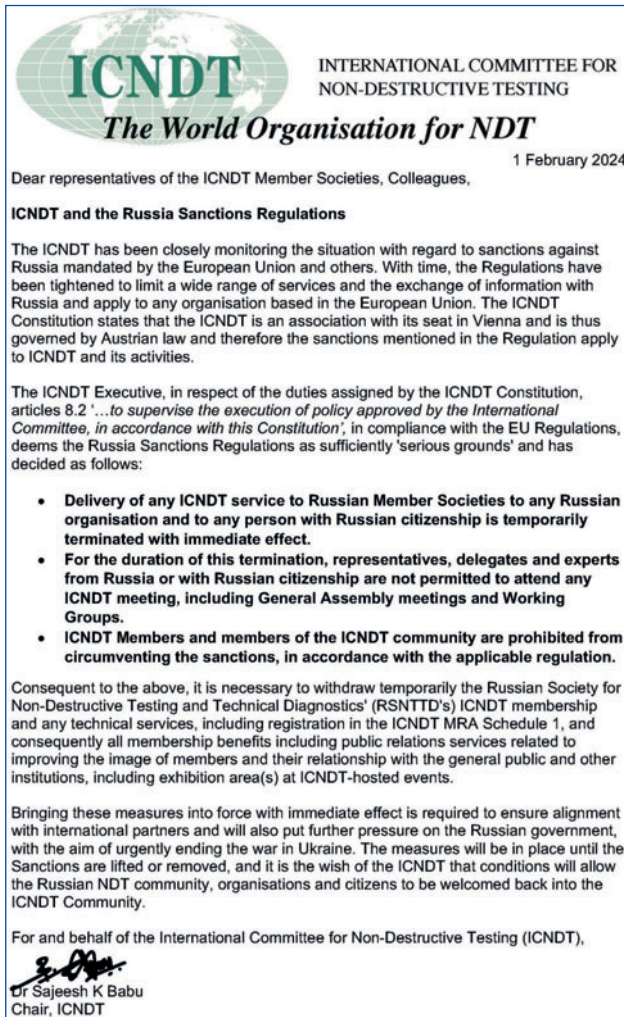 ICNDT
INTERNATIONAL COMMITTEE FOR
NON-DESTRUCTIVE TESTING
The World Organisation for NDT
1 February 2024
Dear representatives of the ICNDT Member Societies, Colleagues,
ICNDT and the Russia Sanctions Regulations
The ICNDT has been closely monitoring the situation with regard to sanctions against
Russia mandated by the European Union and others. With time, the Regulations have
been tightened to limit a wide range of services and the exchange of information with
Russia and apply to any organisation based in the European Union. The ICNDT
Constitution states that the ICNDT is an association with its seat in Vienna and is thus
governed by Austrian law and therefore the sanctions mentioned in the Regulation apply
to ICNDT and its activities.
The ICNDT Executive, in respect of the duties assigned by the ICNDT Constitution,
articles 8.2 '…to supervise the execution of policy approved by the International
Committee, in accordance with this Constitution', in compliance with the EU Regulations,
deems the Russia Sanctions Regulations as sufficiently 'serious grounds' and has
decided as follows:
• Delivery of any ICNDT service to Russian Member Societies to any Russian
organisation and to any person with Russian citizenship is temporarily
terminated with immediate effect.
• For the duration of this termination, representatives, delegates and experts
from Russia or with Russian citizenship are not permitted to attend any
ICNDT meeting, including General Assembly meetings and Working
Groups.
• ICNDT Members and members of the ICNDT community are prohibited from
circumventing the sanctions, in accordance with the applicable regulation.
Consequent to the above, it is necessary to withdraw temporarily the Russian Society for
Non-Destructive Testing and Technical Diagnostics' (RSNTTD's) ICNDT membership
and any technical services, including registration in the ICNDT MRA Schedule 1, and
consequently all membership benefits including public relations services related to
improving the image of members and their relationship with the general public and other
institutions, including exhibition area(s) at ICNDT-hosted events.
Bringing these measures into force with immediate effect is required to ensure alignment
with international partners and will also put further pressure on the Russian government,
with the aim of urgently ending the war in Ukraine. The measures will be in place until the
Sanctions are lifted or removed, and it is the wish of the ICNDT that conditions will allow
the Russian NDT community, organisations and citizens to be welcomed back into the
ICNDT Community.
For and behalf of the International Committee for Non-Destructive Testing (ICNDT),
Dr Sajeesh K Babu
Chair, ICNDT